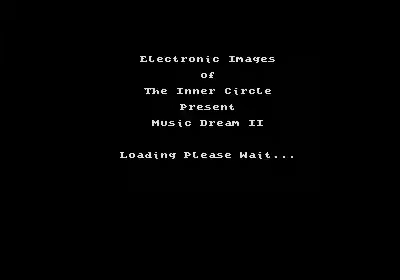 Electronic Images
of
The Inner Circle
Present
Music Dream II
Loading Please Wait...